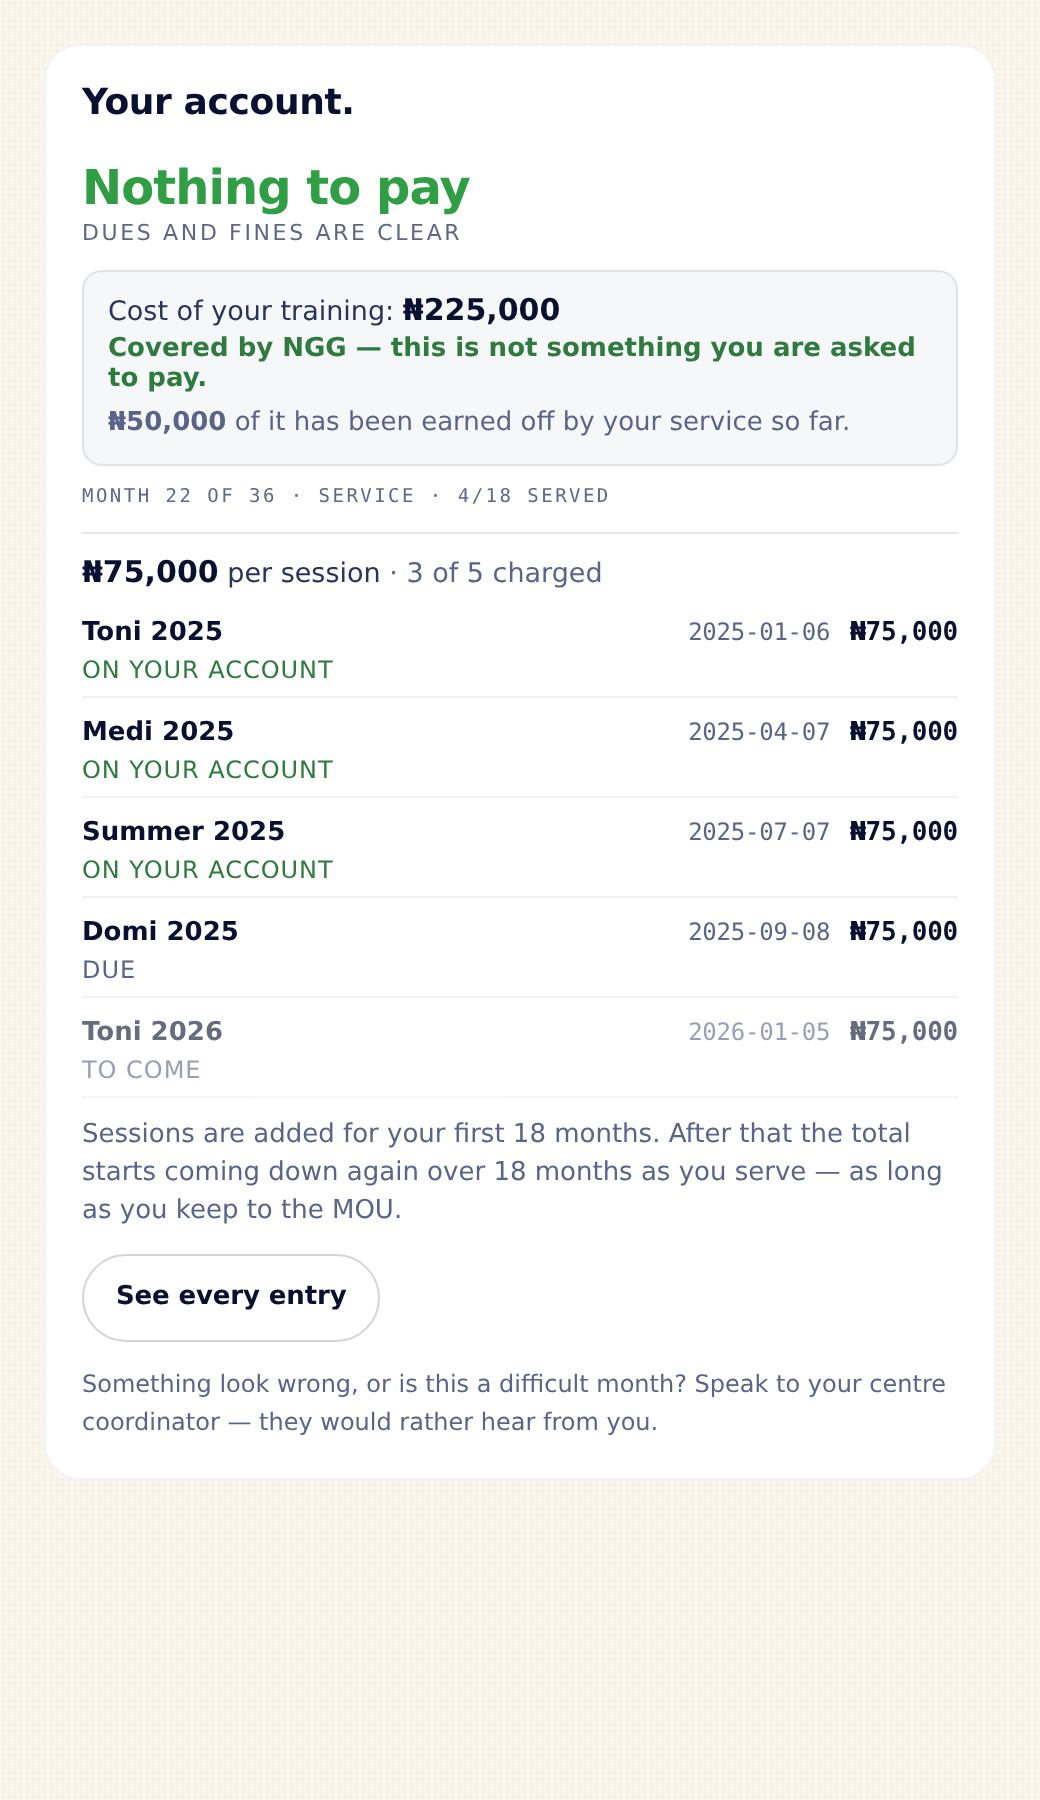 Your account.
Nothing to pay
DUES AND FINES ARE CLEAR
Cost of your training: ₦225,000
Covered by NGG — this is not something you are asked
to pay.
₦50,000 of it has been earned off by your service so far.
MONTH 22 OF 36 · SERVICE · 4/18 SERVED
₦75,000 per session · 3 of 5 charged
Toni 2025 2025-01-06 ₦75,000
ON YOUR ACCOUNT
Medi 2025 2025-04-07 ₦75,000
ON YOUR ACCOUNT
Summer 2025 2025-07-07 ₦75,000
ON YOUR ACCOUNT
Domi 2025 2025-09-08 ₦75,000
DUE
Toni 2026 2026-01-05 ₦75,000
TO COME
Sessions are added for your first 18 months. After that the total
starts coming down again over 18 months as you serve — as long
as you keep to the MOU.
See every entry
Something look wrong, or is this a difficult month? Speak to your centre
coordinator — they would rather hear from you.